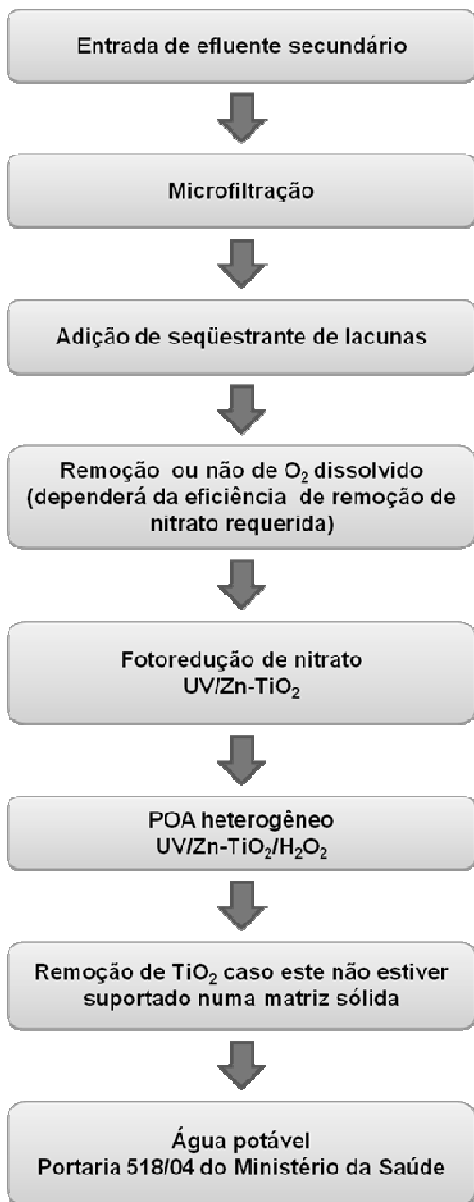 Entrada de efluente secundário
Microfiltração
Adição de seqüestrante de lacunas
Remoção ou não de O₂ dissolvido
(dependerá da eficiência de remoção de
nitrato requerida)
Fotoredução de nitrato
UV/Zn-TiO₂
POA heterogêneo
UV/Zn-TiO₂/H₂O₂
Remoção de TiO₂ caso este não estiver
suportado numa matriz sólida
Água potável
Portaria 518/04 do Ministério da Saúde